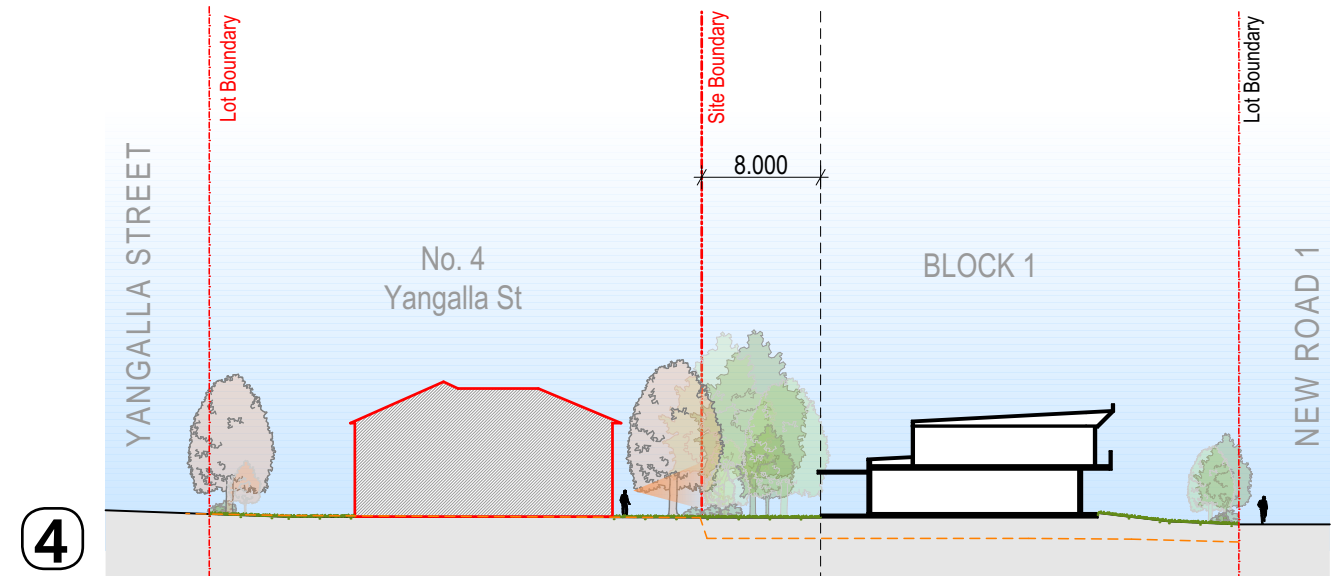 Lot Boundary
Site Boundary
Lot Boundary
8.000
YANGALLA STREET
No. 4
Yangalla St
BLOCK 1
NEW ROAD 1
4